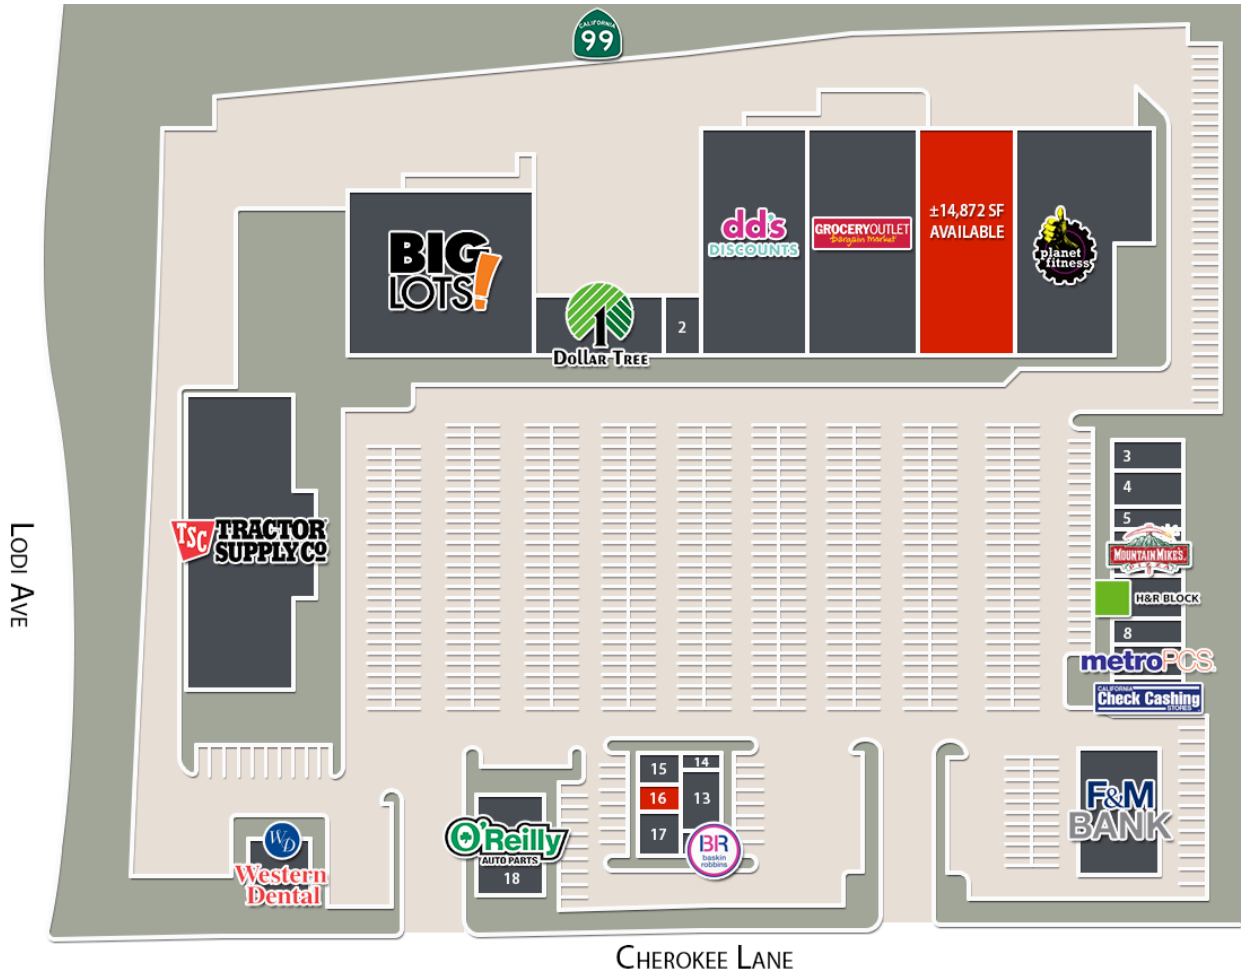 CALIFORNIA
99
BIG
LOTS!
DOLLAR TREE
2
dd's
DISCOUNTS
GROCERY OUTLET
bargain market
±14,872 SF
AVAILABLE
planet
fitness
TSC TRACTOR
SUPPLY CO
LODI AVE
3
4
5
MOUNTAIN MIKE'S
PIZZA
H&R BLOCK
8
metroPCS.
CALIFORNIA
Check Cashing
STORES
WD
Western
Dental
O'Reilly
AUTO PARTS
18
15
14
16
13
17
BR
baskin
robbins
F&M
BANK
CHEROKEE LANE